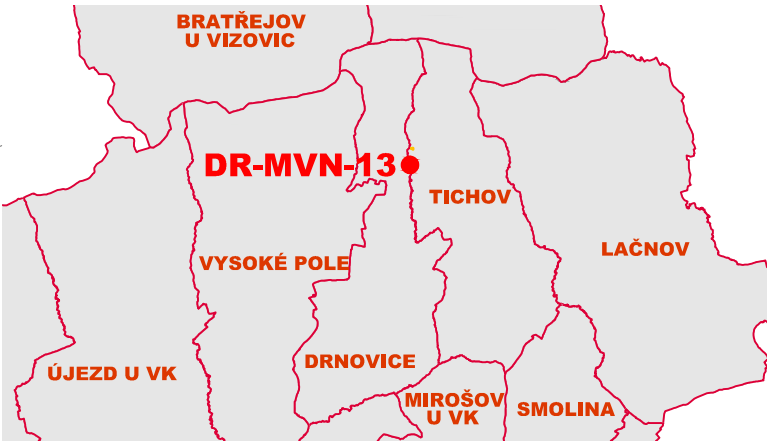 BRATŘEJOV
U VIZOVIC
DR-MVN-13
TICHOV
LAČNOV
VYSOKÉ POLE
DRNOVICE
ÚJEZD U VK
MIROŠOV
U VK
SMOLINA